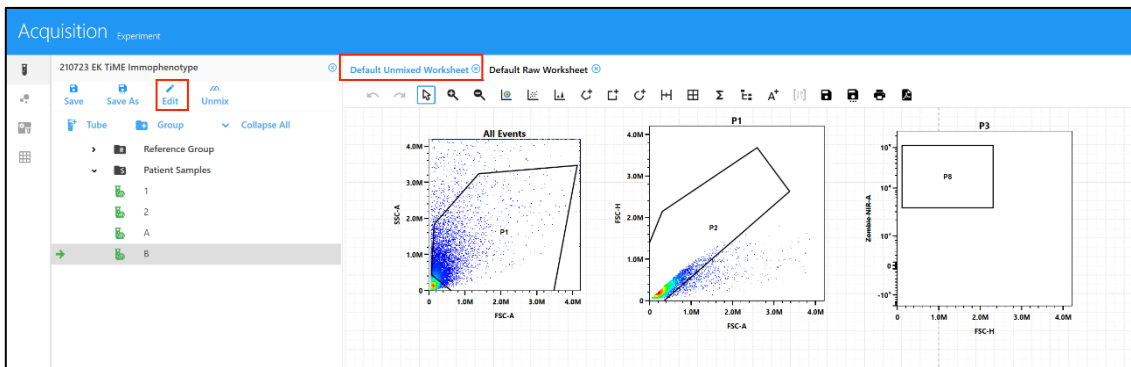 Acquisition Experiment
210723 EK TiME Immophenotype
Save Save As Edit Unmix
Tube Group Collapse All
R Reference Group
S Patient Samples
1
2
A
B
Default Unmixed Worksheet Default Raw Worksheet
All Events
4.0M
3.0M
2.0M
1.0M
0
SSC-A
P1
0 1.0M 2.0M 3.0M 4.0M
FSC-A
P1
4.0M
3.0M
2.0M
1.0M
0
FSC-H
P2
0 1.0M 2.0M 3.0M 4.0M
FSC-A
P3
Zombie-NIR-A
P8
0
0 1.0M 2.0M 3.0M 4.0M
FSC-H